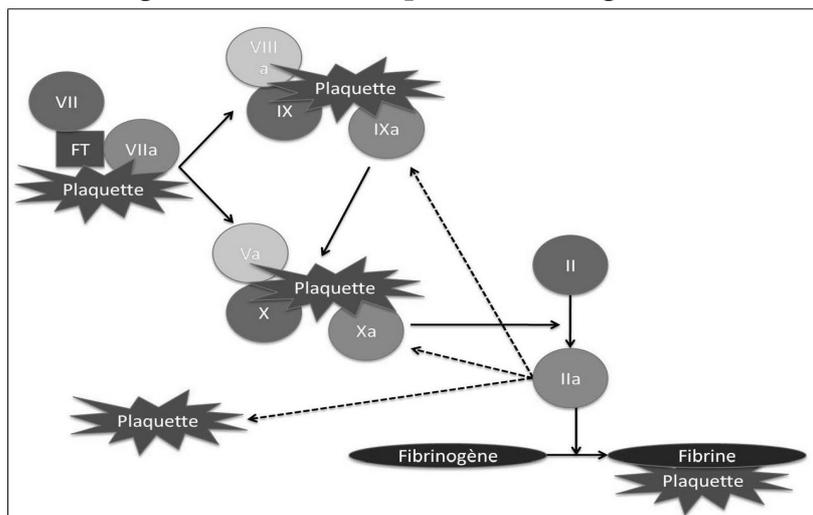 VIII
a
Plaquette
VII
IX
IXa
FT
VIIa
Plaquette
Va
Plaquette
II
X
Xa
IIa
Plaquette
Fibrinogène
Fibrine
Plaquette